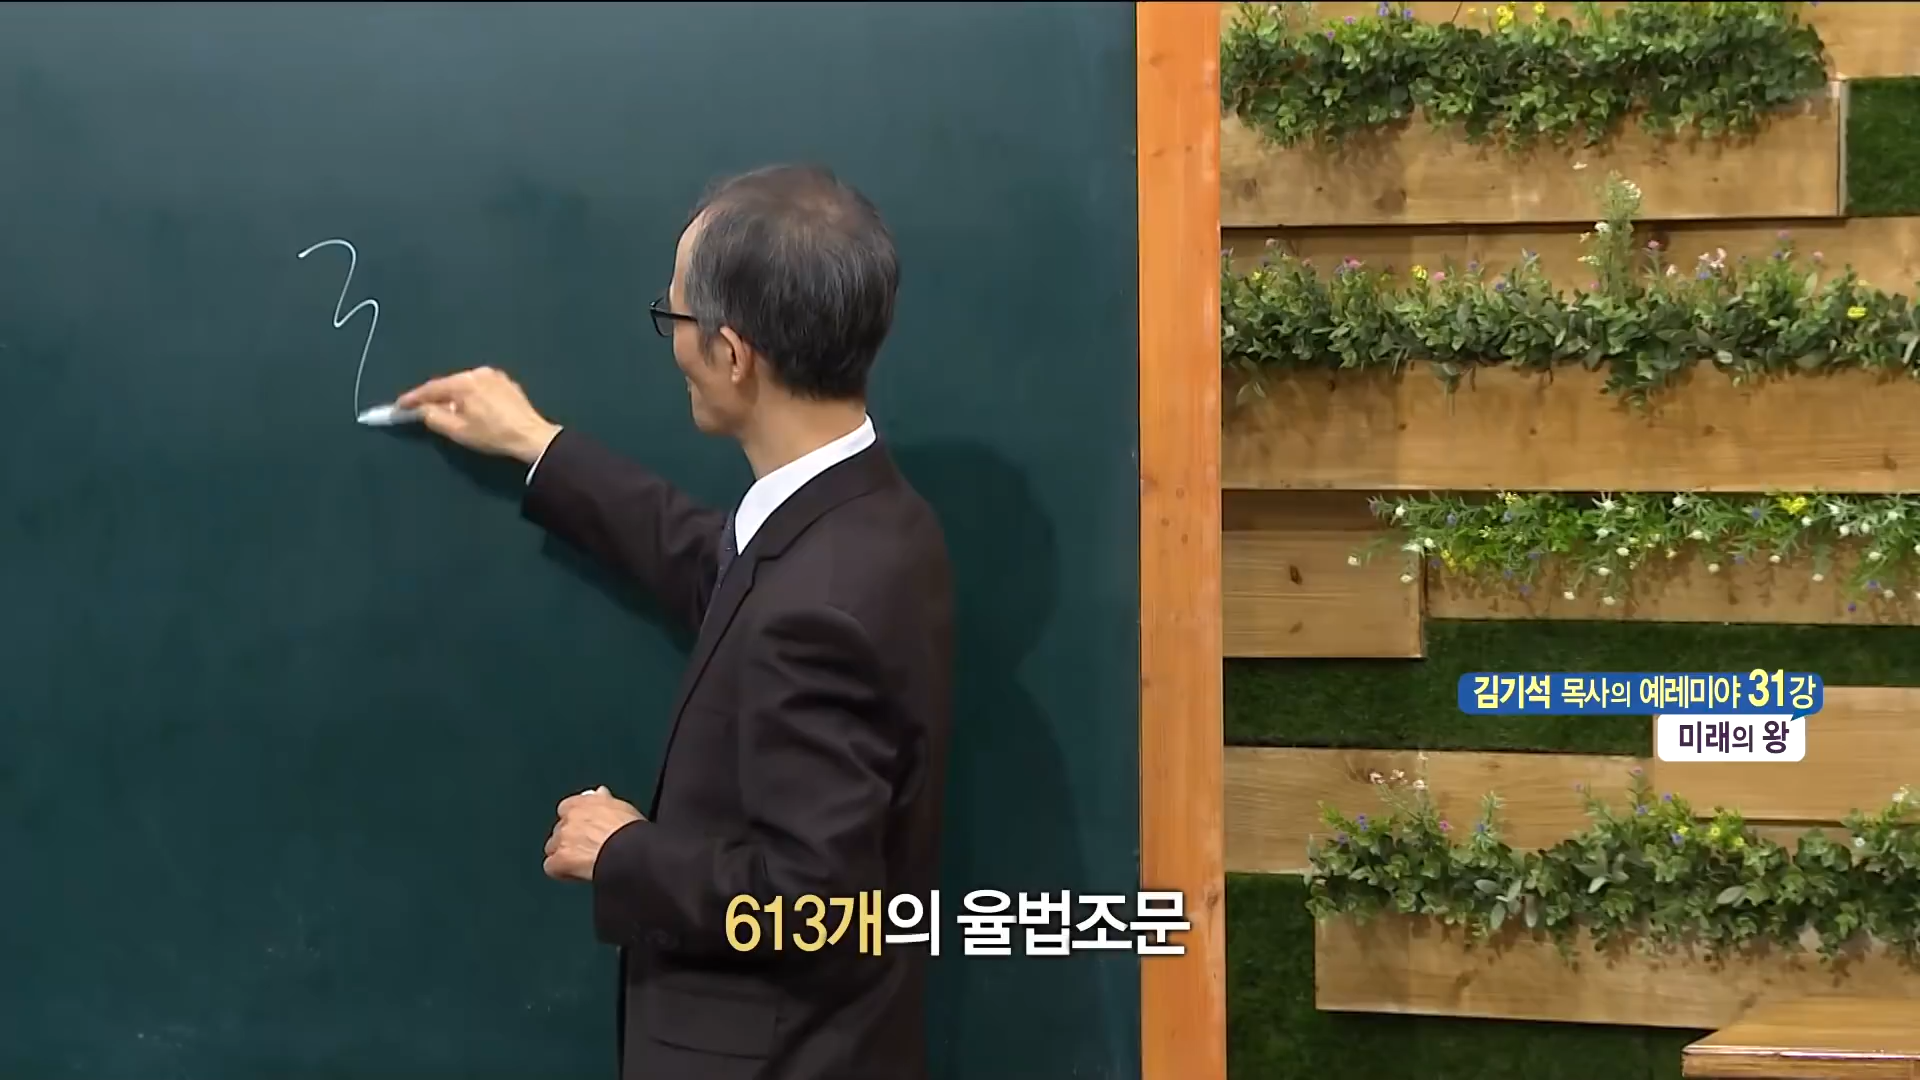 김기석 목사의 예레미야 31강
미래의 왕
613개의 율법조문